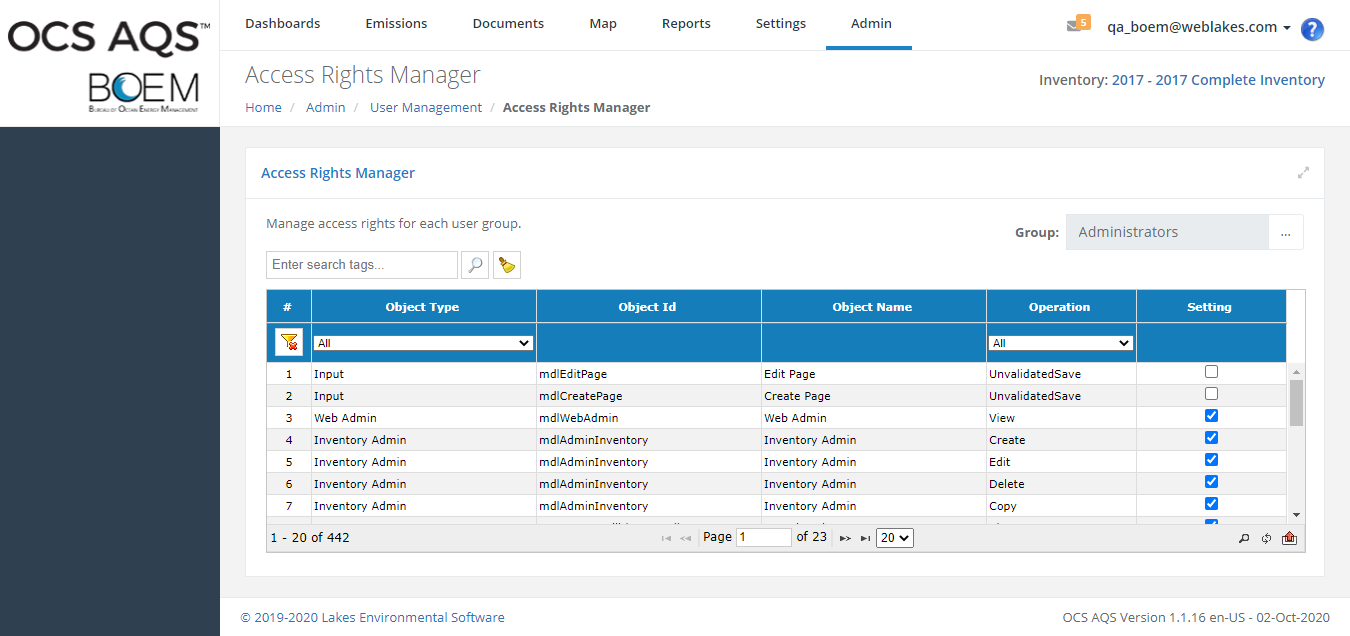 OCS AQS™
BOEM
BUREAU OF OCEAN ENERGY MANAGEMENT
Dashboards Emissions Documents Map Reports Settings Admin
5 qa_boem@weblakes.com ?
Access Rights Manager
Inventory: 2017 - 2017 Complete Inventory
Home / Admin / User Management / Access Rights Manager
Access Rights Manager
Manage access rights for each user group.
Group: Administrators ...
Enter search tags...
# Object Type Object Id Object Name Operation Setting
All All
1 Input mdlEditPage Edit Page UnvalidatedSave
2 Input mdlCreatePage Create Page UnvalidatedSave
3 Web Admin mdlWebAdmin Web Admin View
4 Inventory Admin mdlAdminInventory Inventory Admin Create
5 Inventory Admin mdlAdminInventory Inventory Admin Edit
6 Inventory Admin mdlAdminInventory Inventory Admin Delete
7 Inventory Admin mdlAdminInventory Inventory Admin Copy
1 - 20 of 442 Page 1 of 23 20
© 2019-2020 Lakes Environmental Software
OCS AQS Version 1.1.16 en-US - 02-Oct-2020